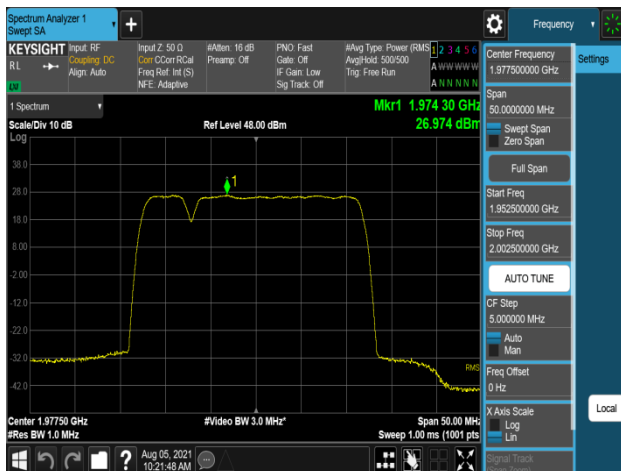 Spectrum Analyzer 1
Swept SA
Frequency
KEYSIGHT
Input: RF
Coupling: DC
Align: Auto
Input Z: 50 Ω
Corr CCorr RCal
Freq Ref: Int (S)
NFE: Adaptive
#Atten: 16 dB
Preamp: Off
PNO: Fast
Gate: Off
IF Gain: Low
Sig Track: Off
#Avg Type: Power (RMS
Avg|Hold: 500/500
Trig: Free Run
1 2 3 4 5 6
A W W W W W
A N N N N N
R L
LXI
1 Spectrum
Scale/Div 10 dB
Log
Ref Level 48.00 dBm
Mkr1 1.974 30 GHz
26.974 dBm
38.0
28.0
18.0
8.00
-2.00
-12.0
-22.0
-32.0
-42.0
1
RMS
Center 1.97750 GHz
#Res BW 1.0 MHz
#Video BW 3.0 MHz*
Span 50.00 MHz
Sweep 1.00 ms (1001 pts)
Aug 05, 2021
10:21:48 AM
Center Frequency
1.977500000 GHz
Settings
Span
50.0000000 MHz
Swept Span
Zero Span
Full Span
Start Freq
1.952500000 GHz
Stop Freq
2.002500000 GHz
AUTO TUNE
CF Step
5.000000 MHz
Auto
Man
Freq Offset
0 Hz
X Axis Scale
Log
Lin
Local
Signal Track